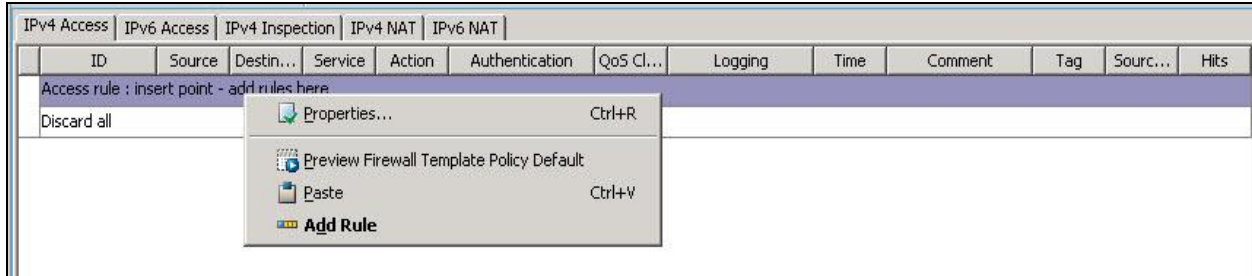 IPv4 Access IPv6 Access IPv4 Inspection IPv4 NAT IPv6 NAT
ID Source Destin... Service Action Authentication QoS Cl... Logging Time Comment Tag Sourc... Hits
Access rule : insert point - add rules here
Discard all
Properties... Ctrl+R
Preview Firewall Template Policy Default
Paste Ctrl+V
Add Rule